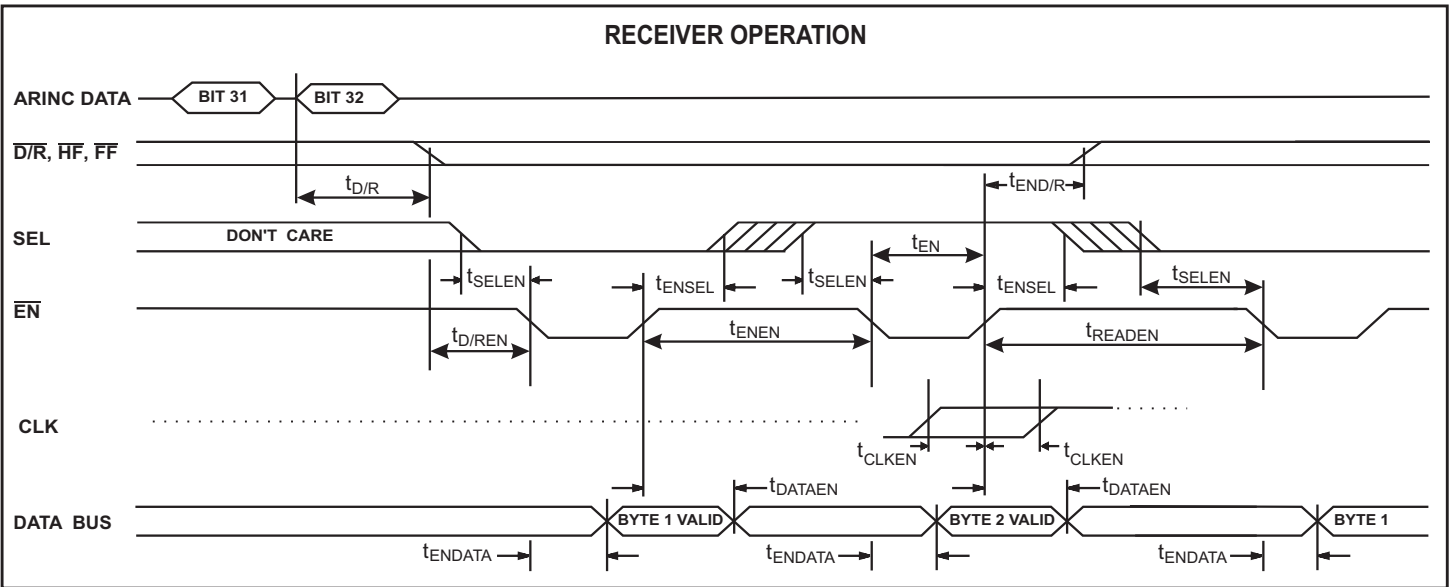 RECEIVER OPERATION
ARINC DATA BIT 31 BIT 32
D/R, HF, FF
tD/R tEND/R
SEL DON'T CARE tEN
tSELEN tENSEL tSELEN tENSEL tSELEN
EN
tD/REN tENEN tREADEN
CLK
tCLKEN tCLKEN
tDATAEN tDATAEN
DATA BUS BYTE 1 VALID BYTE 2 VALID BYTE 1
tENDATA tENDATA tENDATA